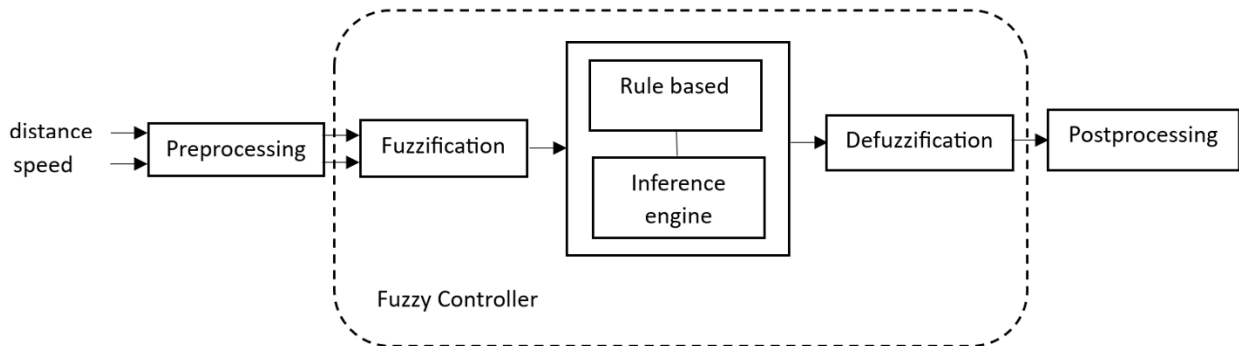 distance
speed
Preprocessing
Fuzzification
Rule based
Inference
engine
Defuzzification
Postprocessing
Fuzzy Controller